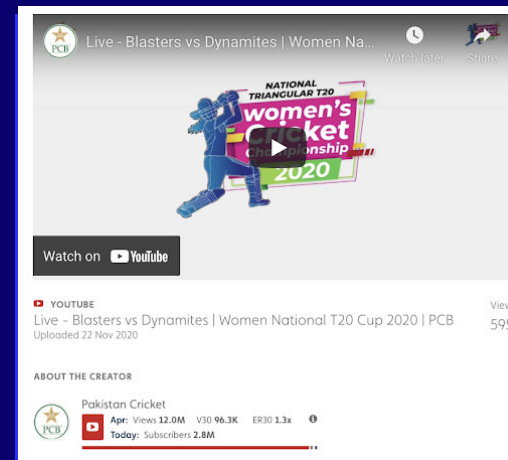 PCB
Live - Blasters vs Dynamites | Women Na...
Watch later
Share
NATIONAL
TRIANGULAR T20
women's
Cricket
Championship
2020
Watch on YouTube
YOUTUBE
Live - Blasters vs Dynamites | Women National T20 Cup 2020 | PCB
Uploaded 22 Nov 2020
ABOUT THE CREATOR
PCB
Pakistan Cricket
Apr: Views 12.0M V30 96.3K ER30 1.3x
Today: Subscribers 2.8M